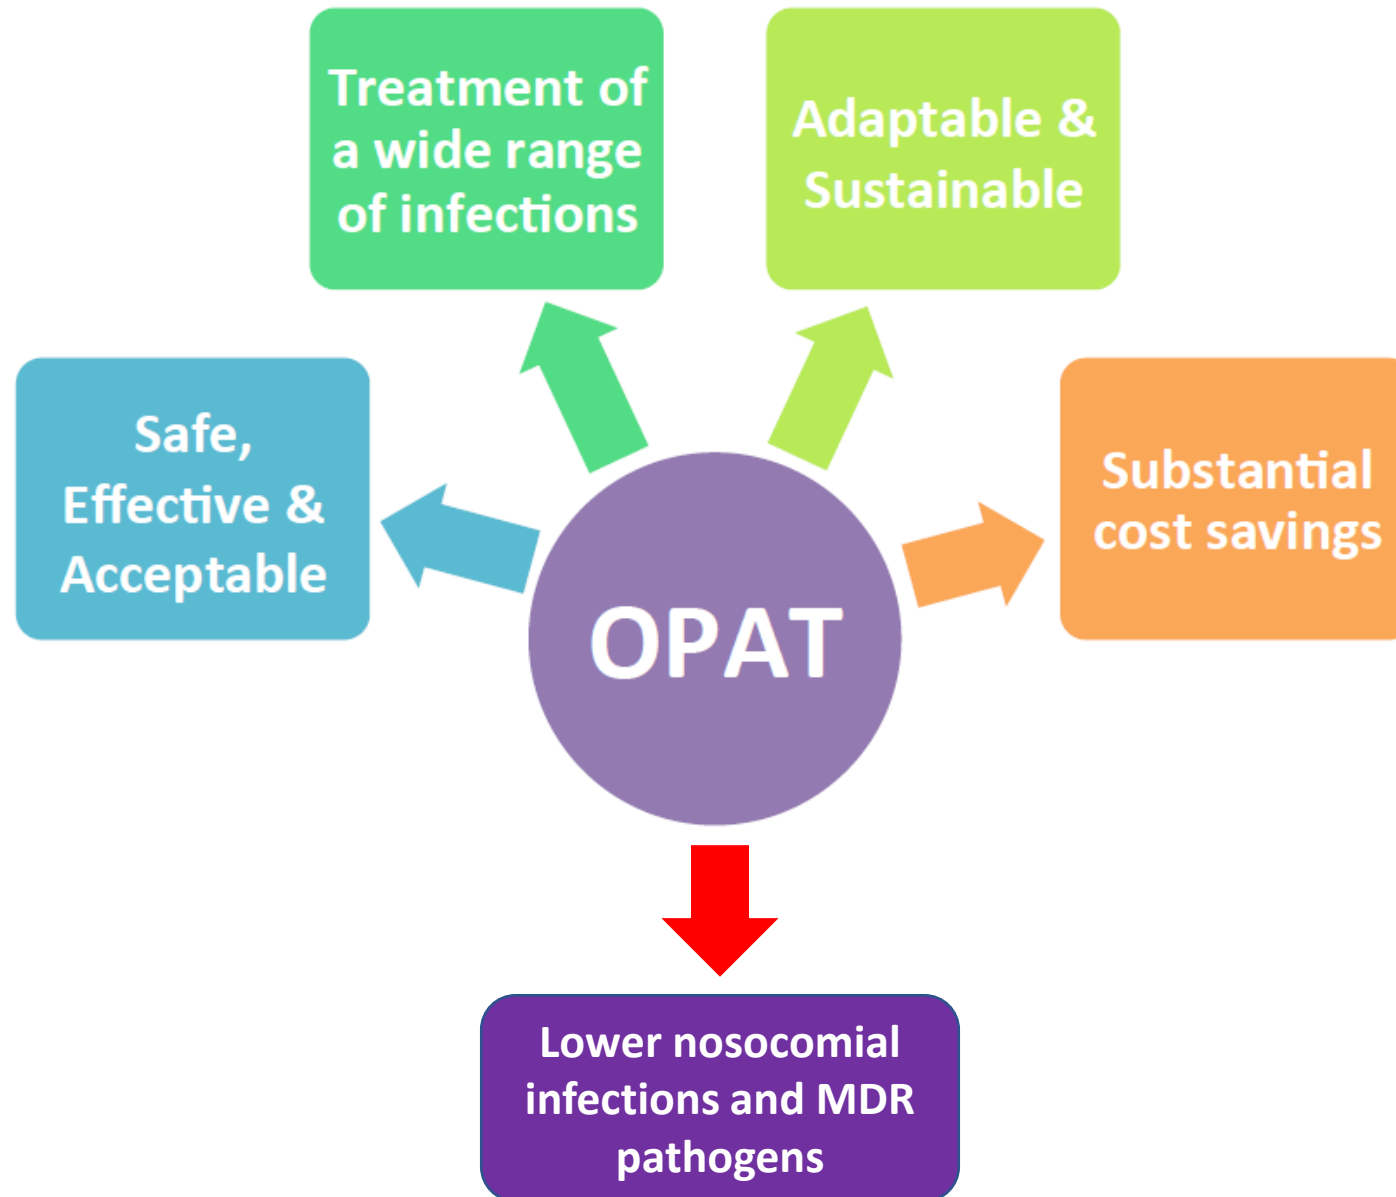 Treatment of
a wide range
of infections
Adaptable &
Sustainable
Safe,
Effective &
Acceptable
Substantial
cost savings
OPAT
Lower nosocomial
infections and MDR
pathogens